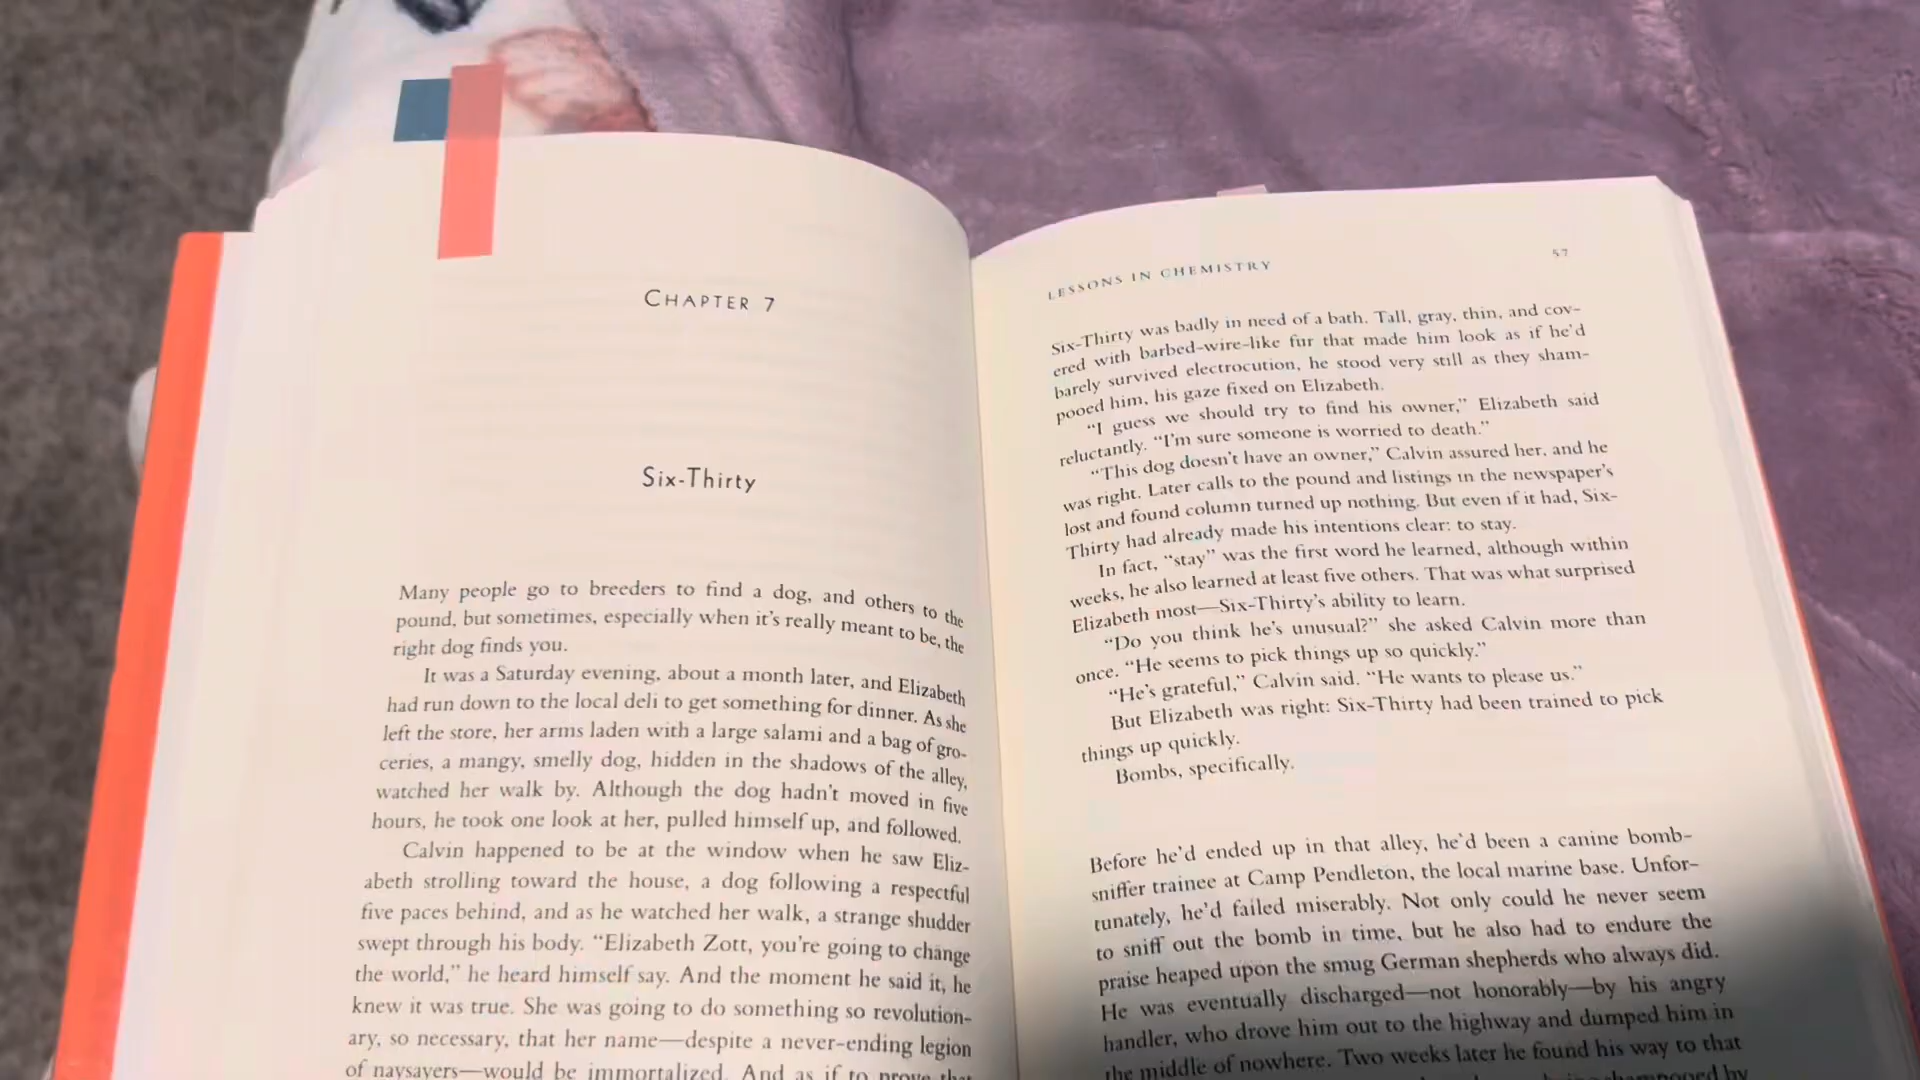 CHAPTER 7
Six-Thirty
Many people go to breeders to find a dog, and others to the
pound, but sometimes, especially when it's really meant to be, the
right dog finds you.
It was a Saturday evening, about a month later, and Elizabeth
had run down to the local deli to get something for dinner. As she
left the store, her arms laden with a large salami and a bag of gro-
ceries, a mangy, smelly dog, hidden in the shadows of the alley,
watched her walk by. Although the dog hadn't moved in five
hours, he took one look at her, pulled himself up, and followed.
Calvin happened to be at the window when he saw Eliz-
abeth strolling toward the house, a dog following a respectful
five paces behind, and as he watched her walk, a strange shudder
swept through his body. “Elizabeth Zott, you're going to change
the world,” he heard himself say. And the moment he said it, he
knew it was true. She was going to do something so revolution-
ary, so necessary, that her name—despite a never-ending legion
of naysayers—would be immortalized. And as if to prove that
LESSONS IN CHEMISTRY 57
Six-Thirty was badly in need of a bath. Tall, gray, thin, and cov-
ered with barbed-wire-like fur that made him look as if he'd
barely survived electrocution, he stood very still as they sham-
pooed him, his gaze fixed on Elizabeth.
“I guess we should try to find his owner,” Elizabeth said
reluctantly. “I'm sure someone is worried to death.”
“This dog doesn't have an owner,” Calvin assured her, and he
was right. Later calls to the pound and listings in the newspaper's
lost and found column turned up nothing. But even if it had, Six-
Thirty had already made his intentions clear: to stay.
In fact, “stay” was the first word he learned, although within
weeks, he also learned at least five others. That was what surprised
Elizabeth most—Six-Thirty's ability to learn.
“Do you think he's unusual?” she asked Calvin more than
once. “He seems to pick things up so quickly.”
“He's grateful,” Calvin said. “He wants to please us.”
But Elizabeth was right: Six-Thirty had been trained to pick
things up quickly.
Bombs, specifically.
Before he'd ended up in that alley, he'd been a canine bomb-
sniffer trainee at Camp Pendleton, the local marine base. Unfor-
tunately, he'd failed miserably. Not only could he never seem
to sniff out the bomb in time, but he also had to endure the
praise heaped upon the smug German shepherds who always did.
He was eventually discharged—not honorably—by his angry
handler, who drove him out to the highway and dumped him in
the middle of nowhere. Two weeks later he found his way to that
being shampooed by